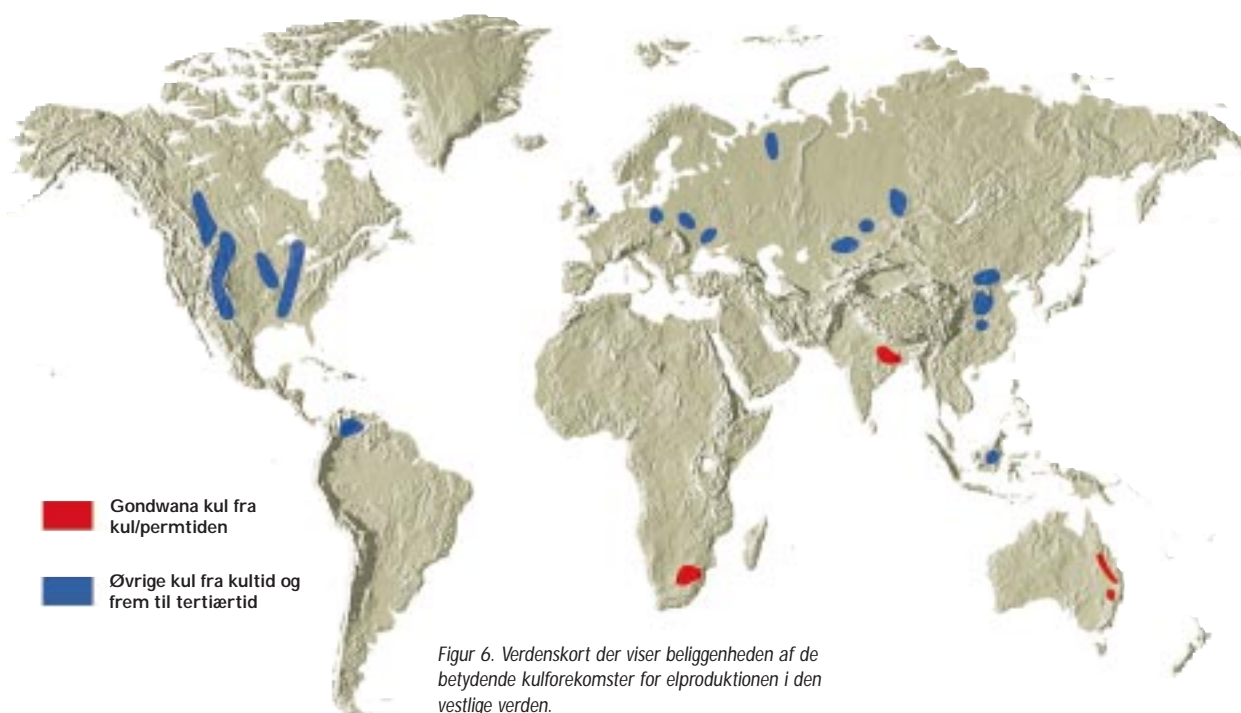 Gondwana kul fra
kul/permtiden
Øvrige kul fra kultid og
frem til tertiærtid
Figur 6. Verdenskort der viser beliggenheden af de
betydende kulforekomster for elproduktionen i den
vestlige verden.